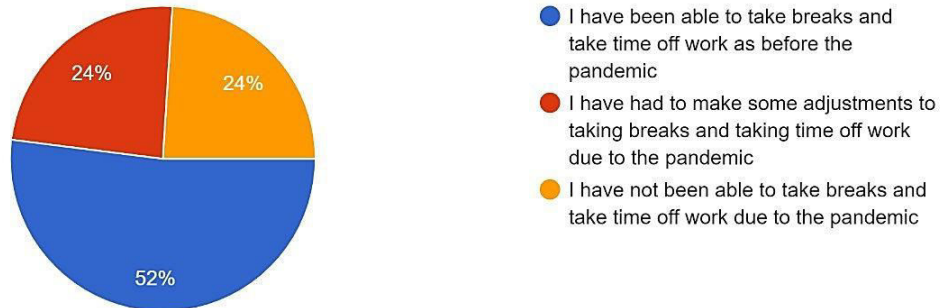 24%
24%
52%
I have been able to take breaks and
take time off work as before the
pandemic
I have had to make some adjustments to
taking breaks and taking time off work
due to the pandemic
I have not been able to take breaks and
take time off work due to the pandemic